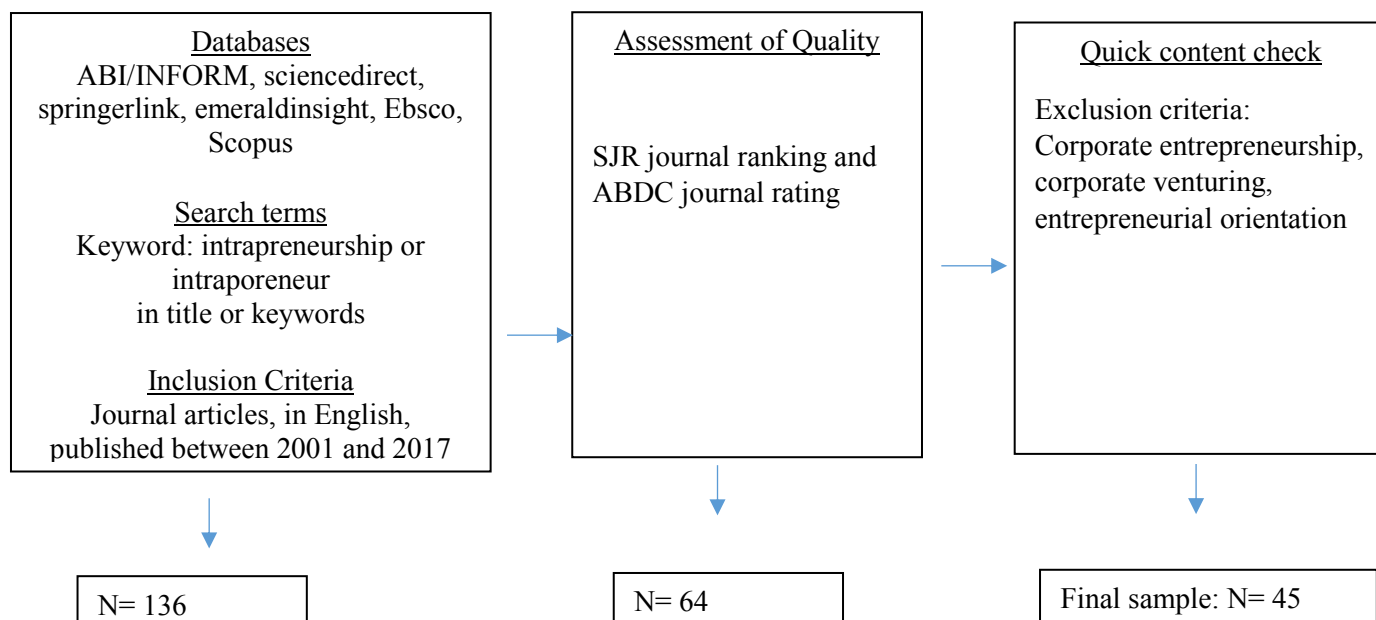 Databases
ABI/INFORM, sciencedirect,
springerlink, emeraldinsight, Ebsco,
Scopus
Search terms
Keyword: intrapreneurship or
intraporeneur
in title or keywords
Inclusion Criteria
Journal articles, in English,
published between 2001 and 2017
N= 136
Assessment of Quality
SJR journal ranking and
ABDC journal rating
N= 64
Quick content check
Exclusion criteria:
Corporate entrepreneurship,
corporate venturing,
entrepreneurial orientation
Final sample: N= 45